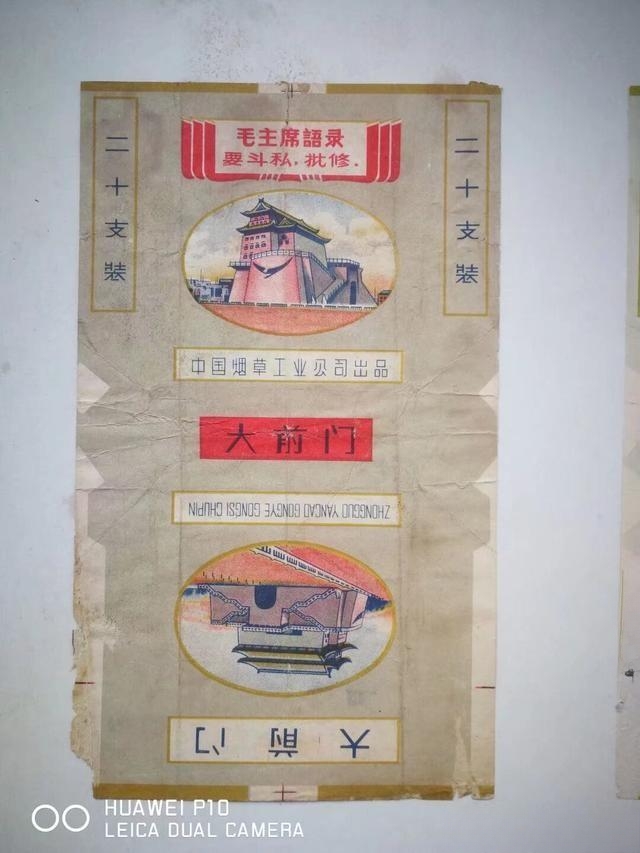 毛主席語录
要斗私,批修.
二十支裝
二十支裝
中国烟草工业公司出品
大前门
ZHONGGUO YANCAO GONGYE GONGSI CHUPIN
大前门
HUAWEI P10
LEICA DUAL CAMERA